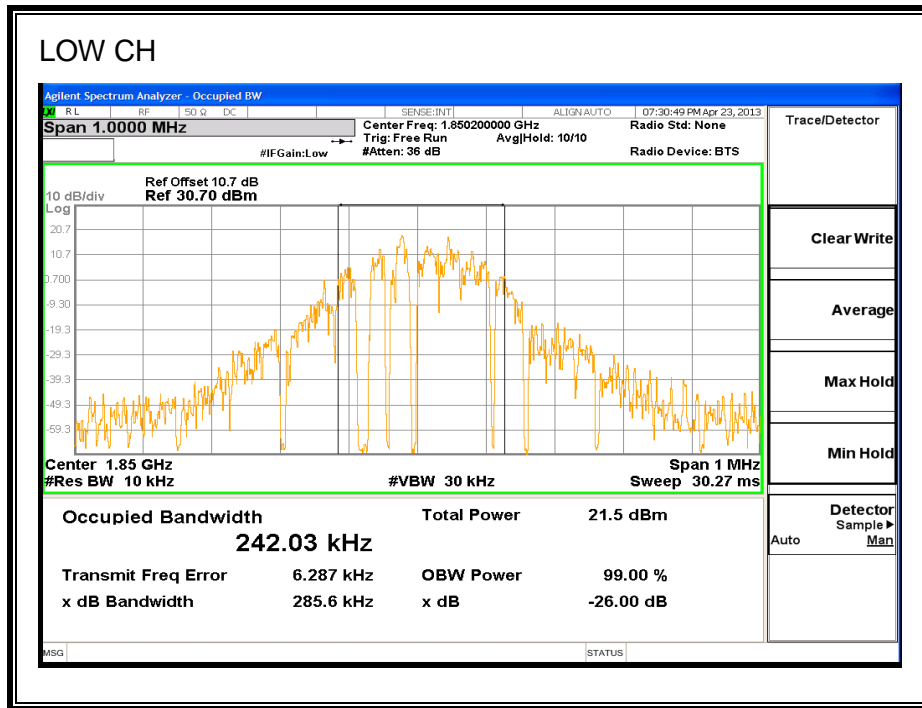 LOW CH
Agilent Spectrum Analyzer - Occupied BW
LXI RL RF 50 Ω DC SENSE:INT ALIGN AUTO 07:30:49 PM Apr 23, 2013
Span 1.0000 MHz Center Freq: 1.850200000 GHz Radio Std: None
Trig: Free Run Avg|Hold: 10/10
#IFGain:Low #Atten: 36 dB Radio Device: BTS
Trace/Detector
Ref Offset 10.7 dB
10 dB/div Ref 30.70 dBm
Log
20.7
10.7
0.700
-9.30
-19.3
-29.3
-39.3
-49.3
-59.3
Clear Write
Average
Max Hold
Min Hold
Center 1.85 GHz Span 1 MHz
#Res BW 10 kHz #VBW 30 kHz Sweep 30.27 ms
Detector
Sample▶
Auto Man
Occupied Bandwidth Total Power 21.5 dBm
242.03 kHz
Transmit Freq Error 6.287 kHz OBW Power 99.00 %
x dB Bandwidth 285.6 kHz x dB -26.00 dB
MSG STATUS